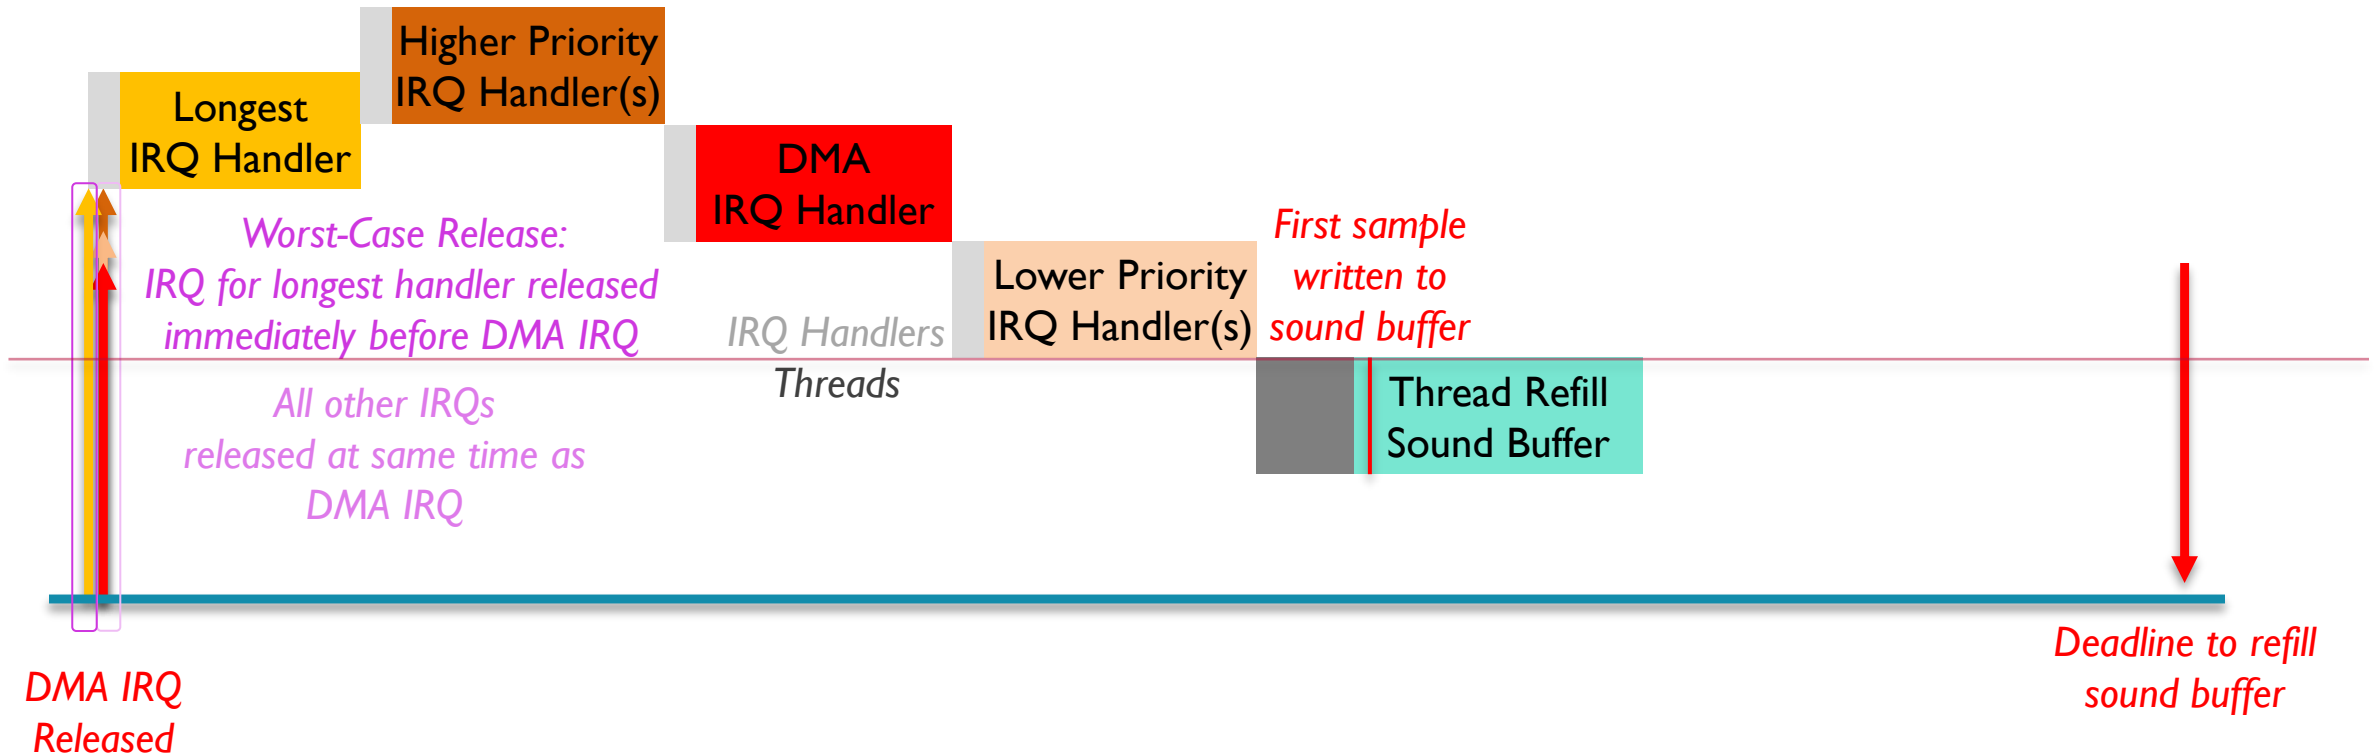 Higher Priority
IRQ Handler(s)
Longest
IRQ Handler
DMA
IRQ Handler
Worst-Case Release:
IRQ for longest handler released
immediately before DMA IRQ
First sample
written to
sound buffer
Lower Priority
IRQ Handler(s)
IRQ Handlers
Threads
All other IRQs
released at same time as
DMA IRQ
Thread Refill
Sound Buffer
Deadline to refill
sound buffer
DMA IRQ
Released